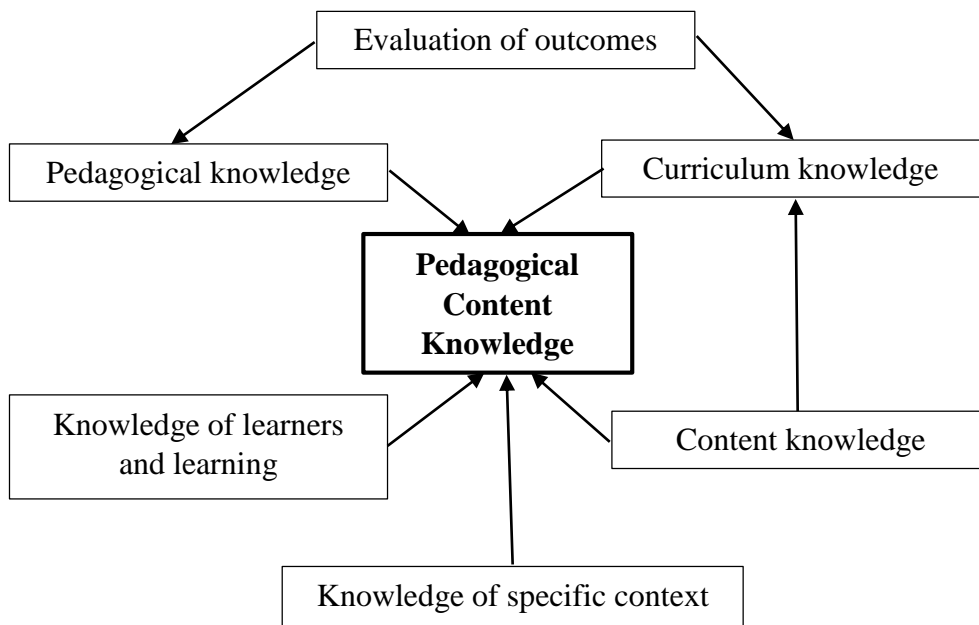 Evaluation of outcomes
Pedagogical knowledge
Curriculum knowledge
Pedagogical
Content
Knowledge
Knowledge of learners
and learning
Content knowledge
Knowledge of specific context